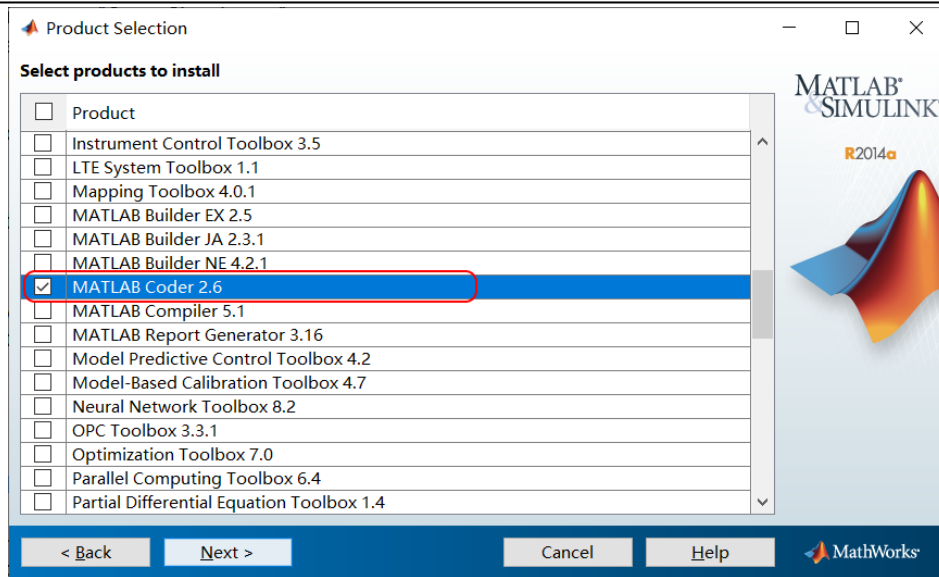 Product Selection
Select products to install
MATLAB®
&SIMULINK®
R2014a
Product
Instrument Control Toolbox 3.5
LTE System Toolbox 1.1
Mapping Toolbox 4.0.1
MATLAB Builder EX 2.5
MATLAB Builder JA 2.3.1
MATLAB Builder NE 4.2.1
MATLAB Coder 2.6
MATLAB Compiler 5.1
MATLAB Report Generator 3.16
Model Predictive Control Toolbox 4.2
Model-Based Calibration Toolbox 4.7
Neural Network Toolbox 8.2
OPC Toolbox 3.3.1
Optimization Toolbox 7.0
Parallel Computing Toolbox 6.4
Partial Differential Equation Toolbox 1.4
< Back Next > Cancel Help MathWorks®